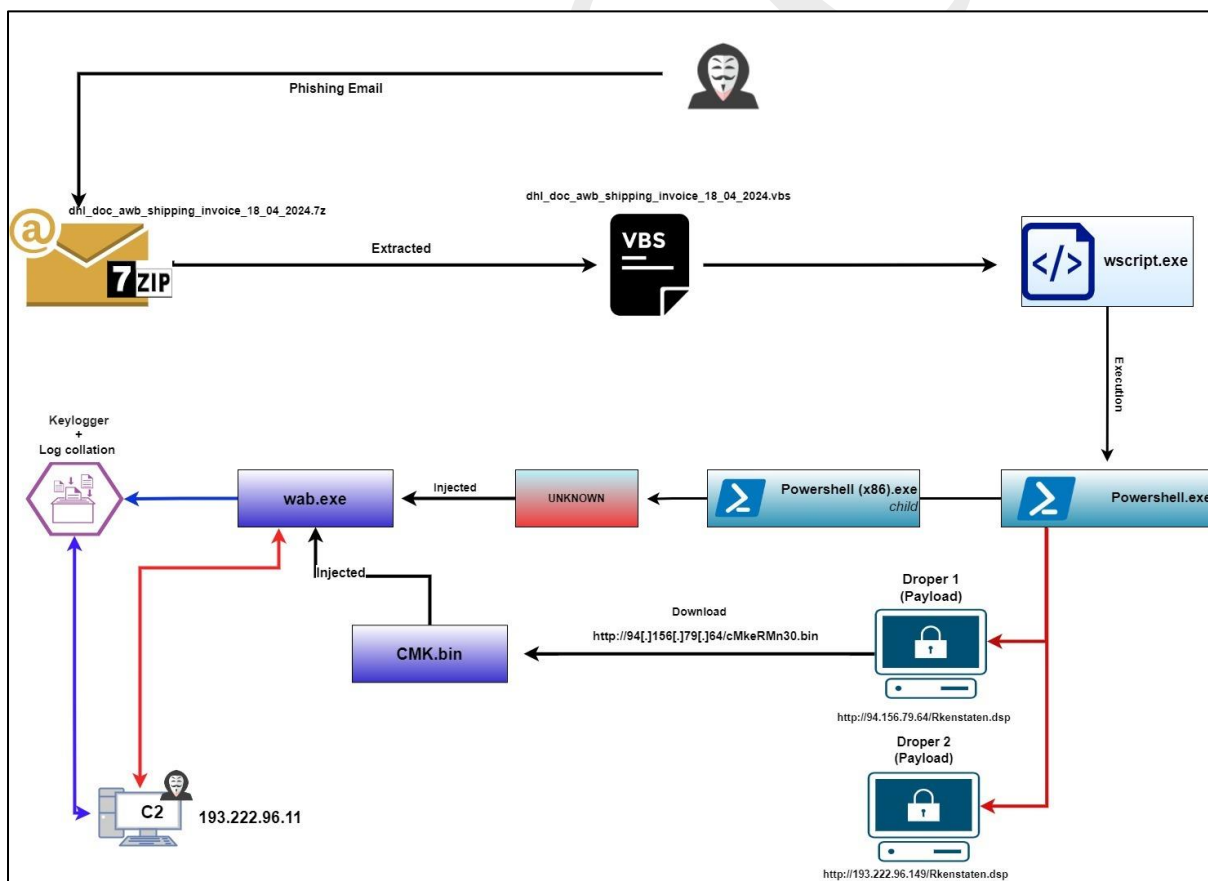 Phishing Email
dhl_doc_awb_shipping_invoice_18_04_2024.7z
dhl_doc_awb_shipping_invoice_18_04_2024.vbs
@
7 ZIP
Extracted
VBS
</>
wscript.exe
Execution
Keylogger
+
Log collation
wab.exe
Injected
UNKNOWN
Powershell (x86).exe
child
Powershell.exe
Injected
CMK.bin
Download
http://94[.]156[.]79[.]64/cMkeRMn30.bin
Droper 1
(Payload)
http://94.156.79.64/Rkenstaten.dsp
Droper 2
(Payload)
http://193.222.96.149/Rkenstaten.dsp
C2
193.222.96.11